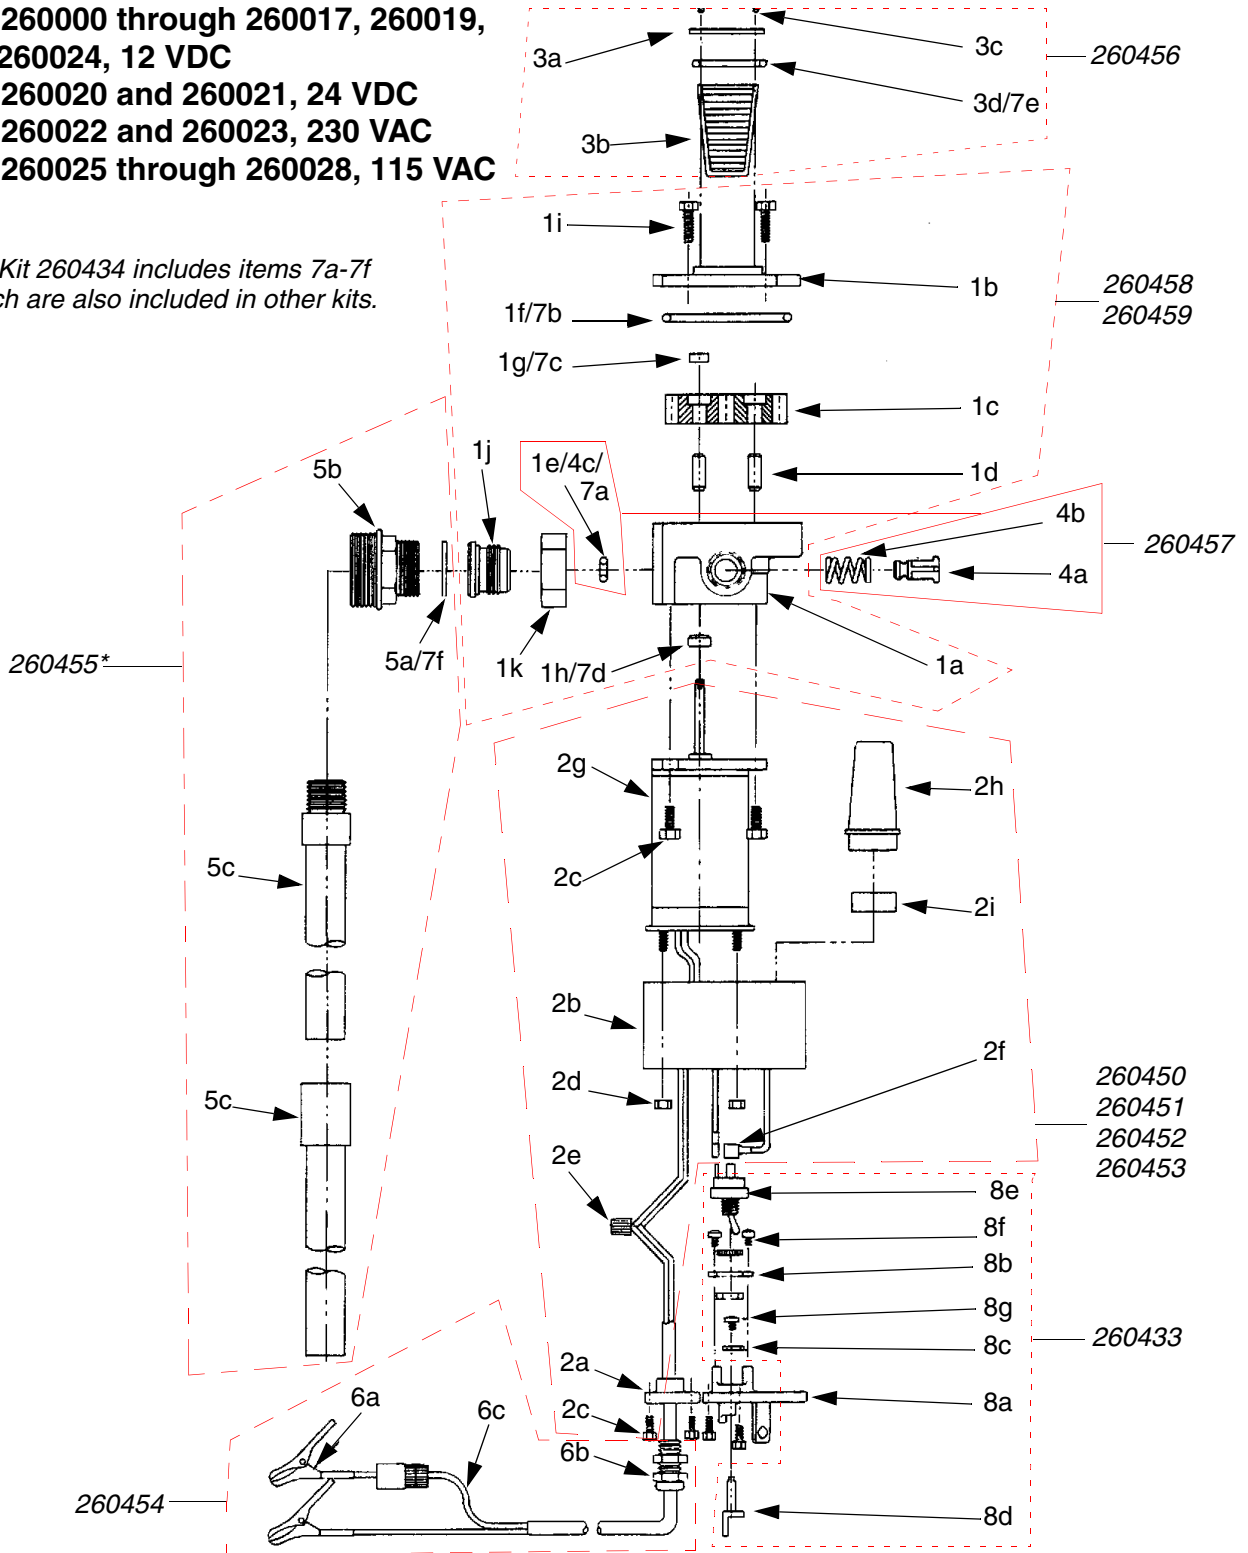 260000 through 260017, 260019,
260024, 12 VDC
260020 and 260021, 24 VDC
260022 and 260023, 230 VAC
260025 through 260028, 115 VAC
Kit 260434 includes items 7a-7f
ch are also included in other kits.
3a
3c
260456
3d/7e
3b
1i
1b
260458
260459
1f/7b
1g/7c
1c
1j
5b
1e/4c/
7a
1d
4b
260457
4a
260455*
5a/7f
1k
1h/7d
1a
2g
2h
5c
2c
2i
2b
2f
2d
5c
260450
260451
260452
260453
2e
8e
8f
8b
8g
260433
8c
2a
8a
6a
6c
2c
6b
260454
8d